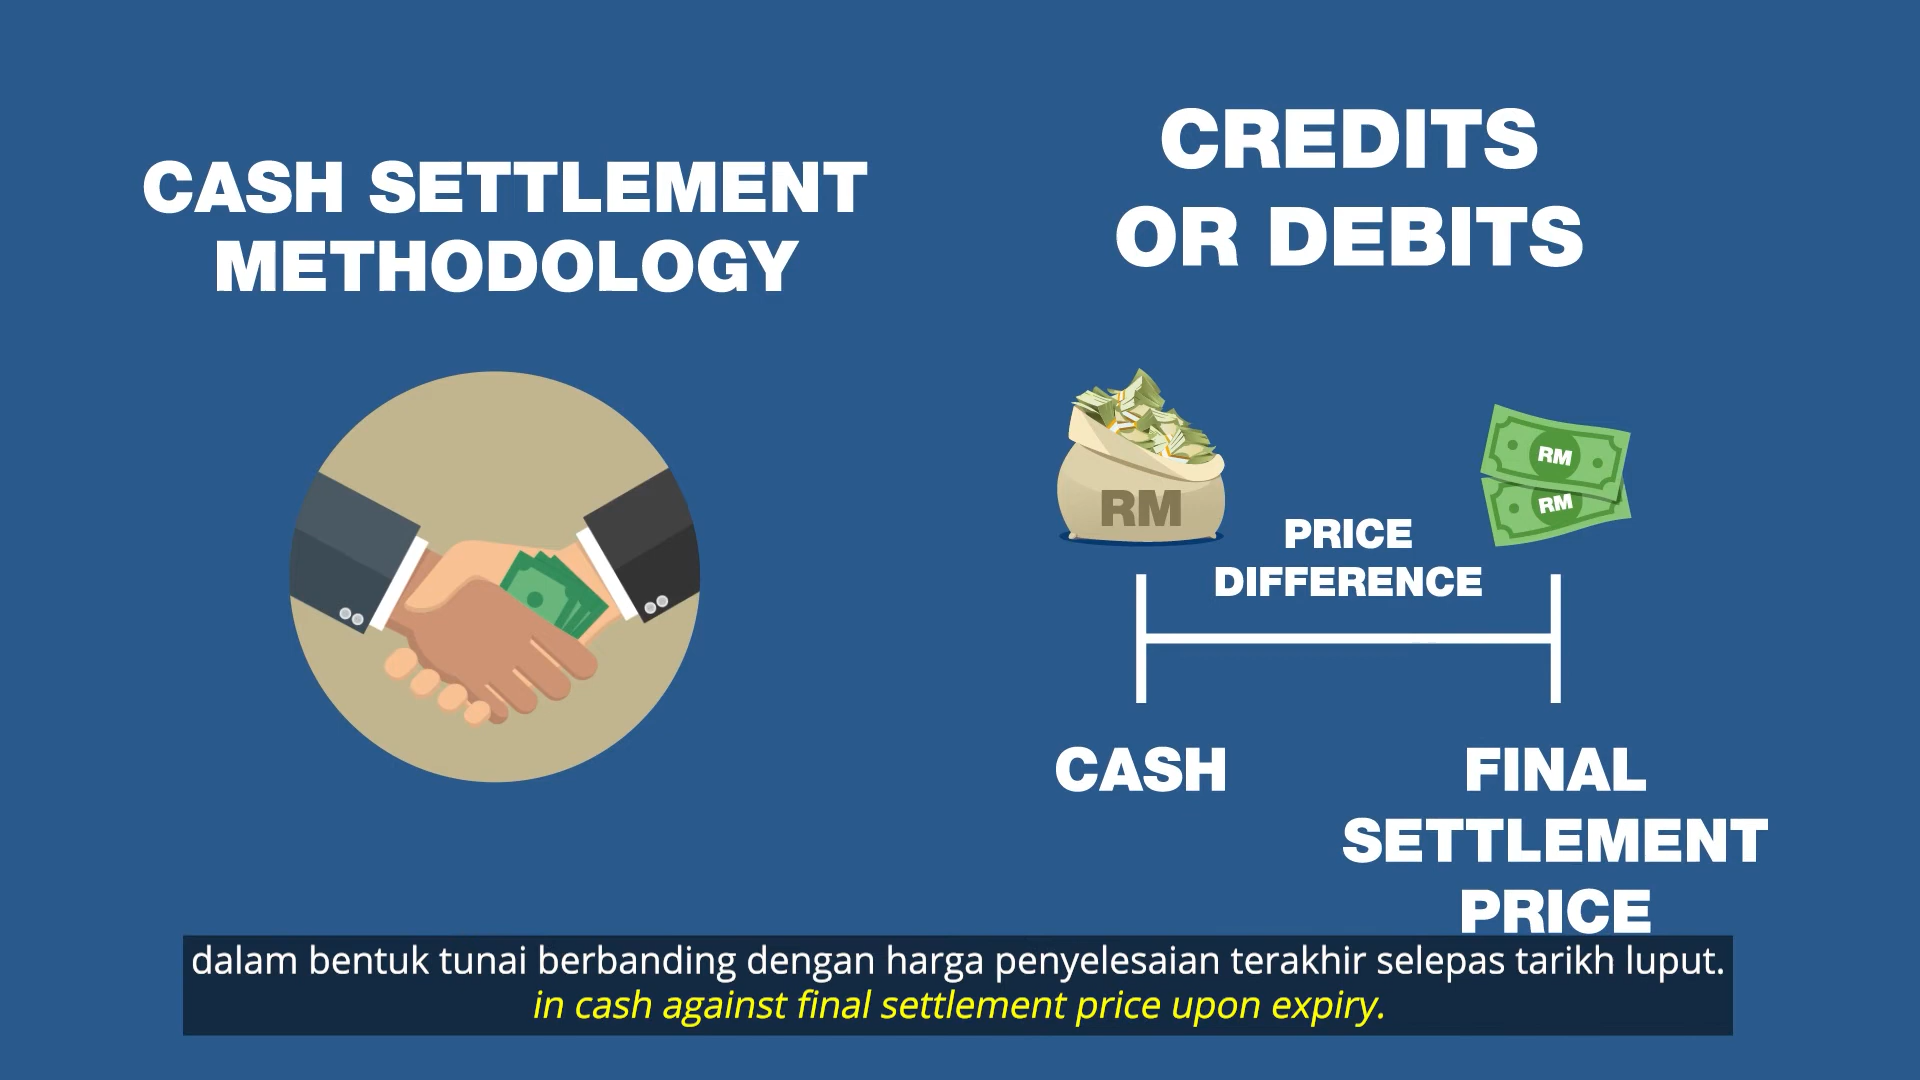 CASH SETTLEMENT
METHODOLOGY
CREDITS
OR DEBITS
RM
RM
RM
PRICE
DIFFERENCE
CASH
FINAL
SETTLEMENT
PRICE
dalam bentuk tunai berbanding dengan harga penyelesaian terakhir selepas tarikh luput.
in cash against final settlement price upon expiry.